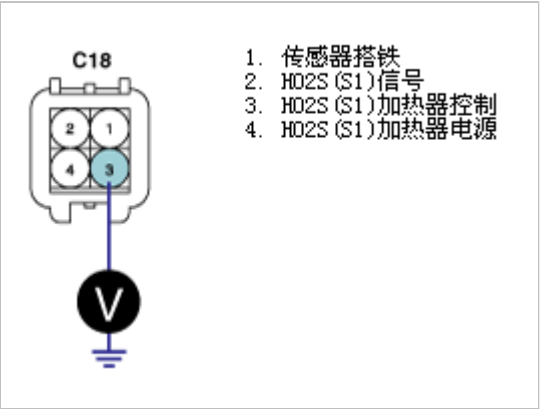 C18
2 1
4 3
V
1. 传感器搭铁
2. HO2S(S1)信号
3. HO2S(S1)加热器控制
4. HO2S(S1)加热器电源